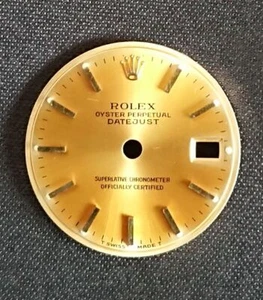 ROLEX
OYSTER PERPETUAL
DATEJUST
SUPERLATIVE CHRONOMETER
OFFICIALLY CERTIFIED
T SWISS MADE T